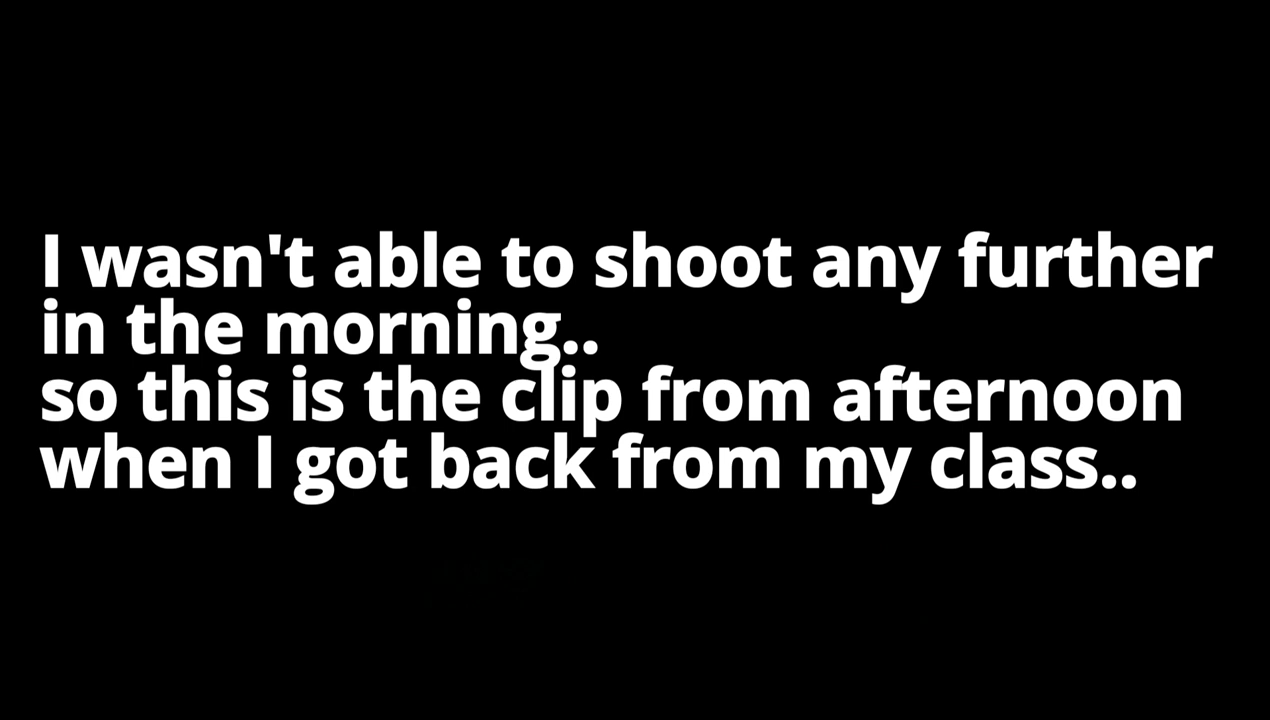 I wasn't able to shoot any further
in the morning..
so this is the clip from afternoon
when I got back from my class..